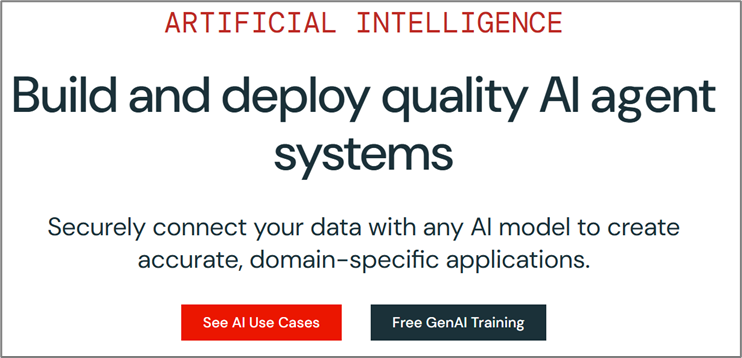 ARTIFICIAL INTELLIGENCE
Build and deploy quality AI agent
systems
Securely connect your data with any AI model to create
accurate, domain-specific applications.
See AI Use Cases
Free GenAI Training